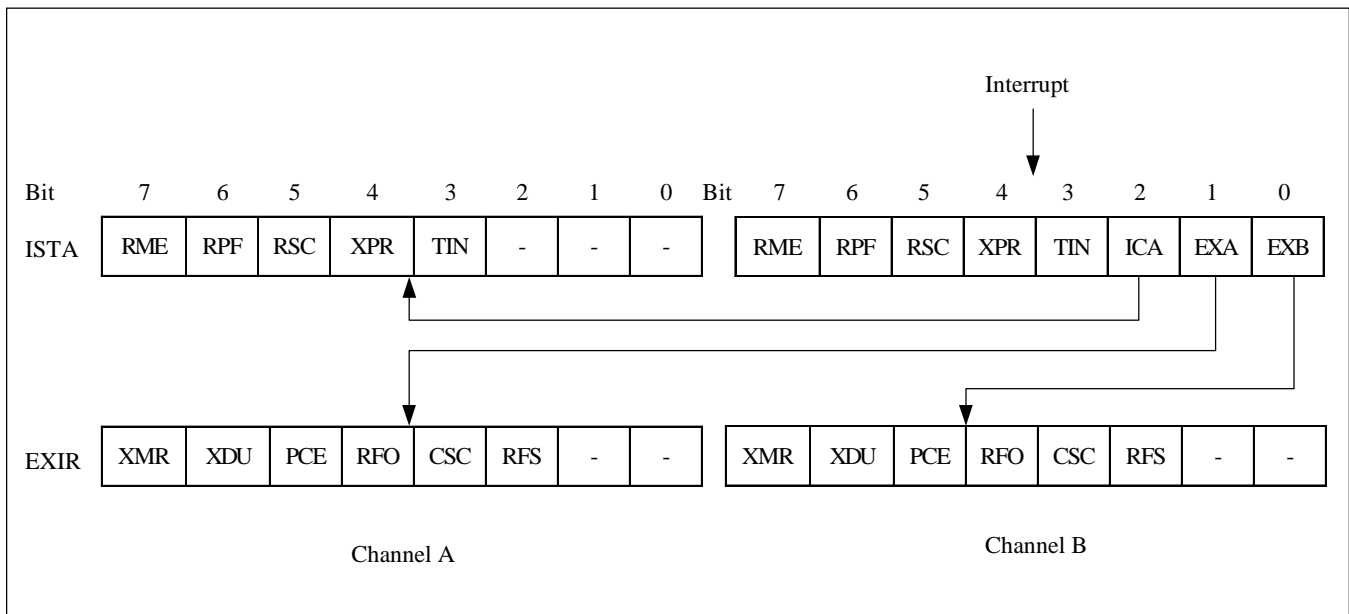 Interrupt
Bit 7 6 5 4 3 2 1 0 Bit 7 6 5 4 3 2 1 0
ISTA RME RPF RSC XPR TIN - - - RME RPF RSC XPR TIN ICA EXA EXB
EXIR XMR XDU PCE RFO CSC RFS - - XMR XDU PCE RFO CSC RFS - -
Channel A Channel B